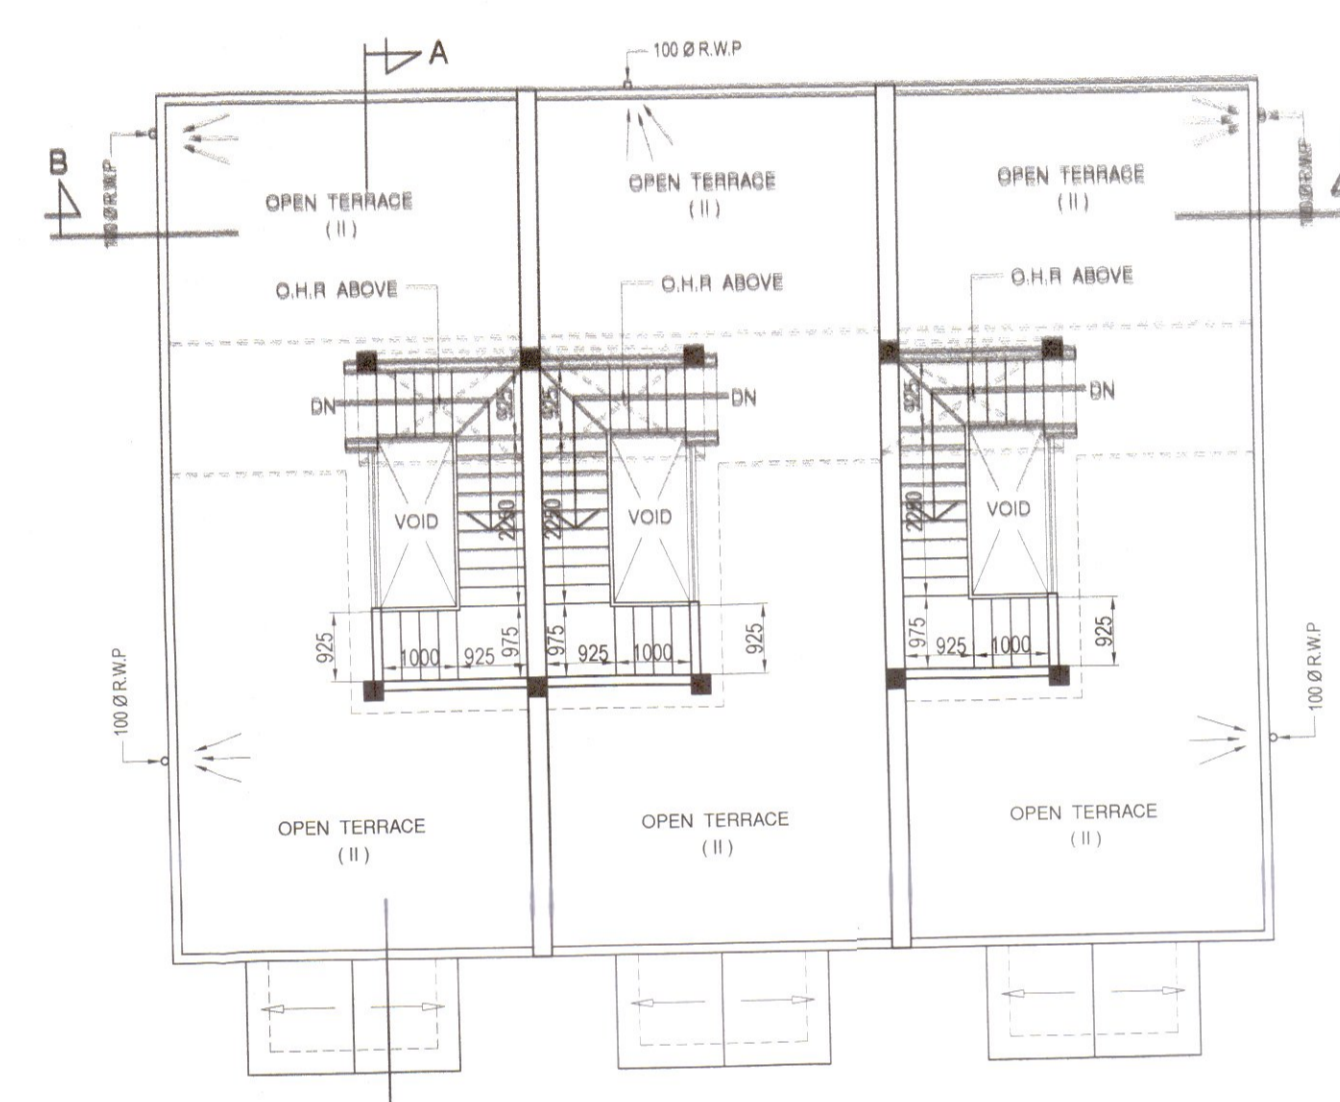 A
100 Ø R.W.P
B
100 Ø R.W.P
100 Ø R.W.P
OPEN TERRACE
( II )
OPEN TERRACE
( II )
OPEN TERRACE
( II )
O.H.R ABOVE
O.H.R ABOVE
O.H.R ABOVE
DN
925
925
DN
925
DN
VOID
2250
2250
VOID
2250
VOID
925
1000
925
975
975
925
1000
925
975
925
1000
925
100 Ø R.W.P
100 Ø R.W.P
OPEN TERRACE
( II )
OPEN TERRACE
( II )
OPEN TERRACE
( II )